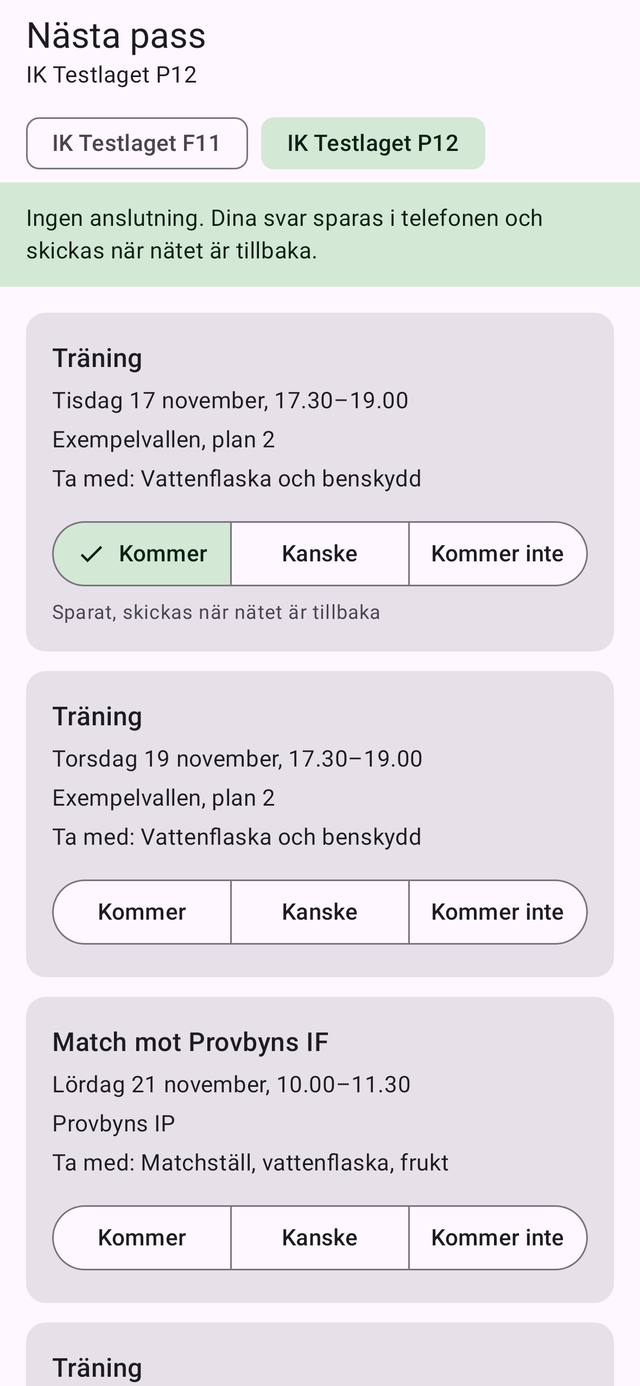 Nästa pass
IK Testlaget P12
IK Testlaget F11
IK Testlaget P12
Ingen anslutning. Dina svar sparas i telefonen och
skickas när nätet är tillbaka.
Träning
Tisdag 17 november, 17.30–19.00
Exempelvallen, plan 2
Ta med: Vattenflaska och benskydd
Kommer
Kanske
Kommer inte
Sparat, skickas när nätet är tillbaka
Träning
Torsdag 19 november, 17.30–19.00
Exempelvallen, plan 2
Ta med: Vattenflaska och benskydd
Kommer
Kanske
Kommer inte
Match mot Provbyns IF
Lördag 21 november, 10.00–11.30
Provbyns IP
Ta med: Matchställ, vattenflaska, frukt
Kommer
Kanske
Kommer inte
Träning